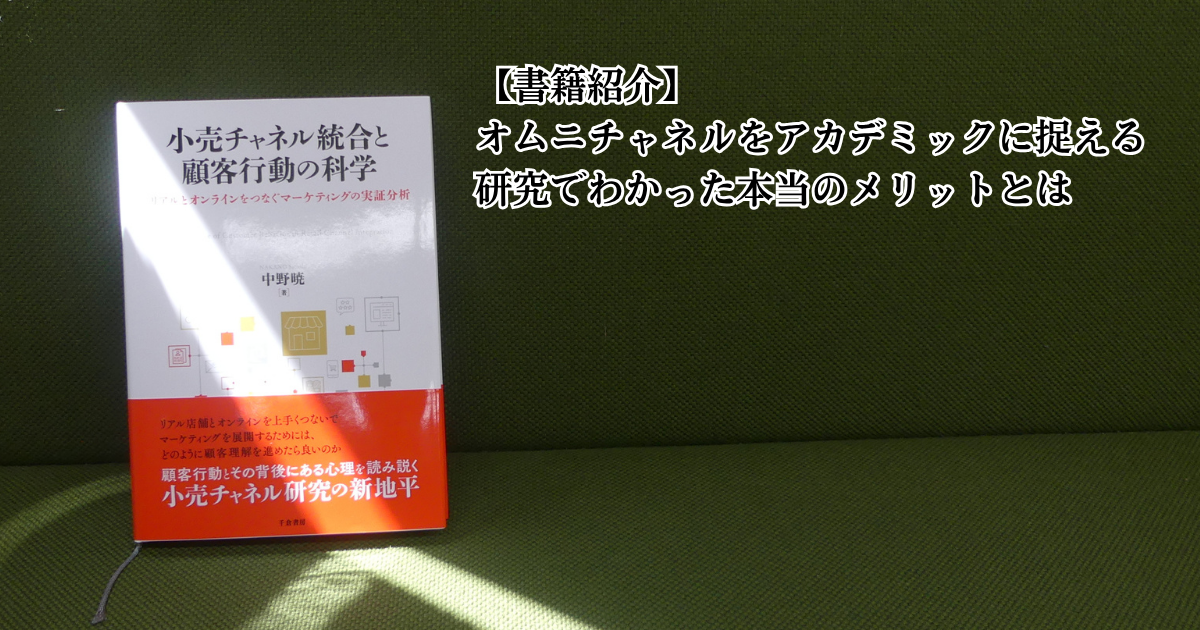 【書籍紹介】
オムニチャネルをアカデミックに捉える
研究でわかった本当のメリットとは
小売チャネル統合と
顧客行動の科学
リアルとオンラインをつなぐマーケティングの実証分析
中野暁
著
リアル店舗とオンラインを上手くつないで
マーケティングを展開するためには、
どのように顧客理解を進めたら良いのか
顧客行動とその背後にある心理を読み説く
小売チャネル研究の新地平
千倉書房